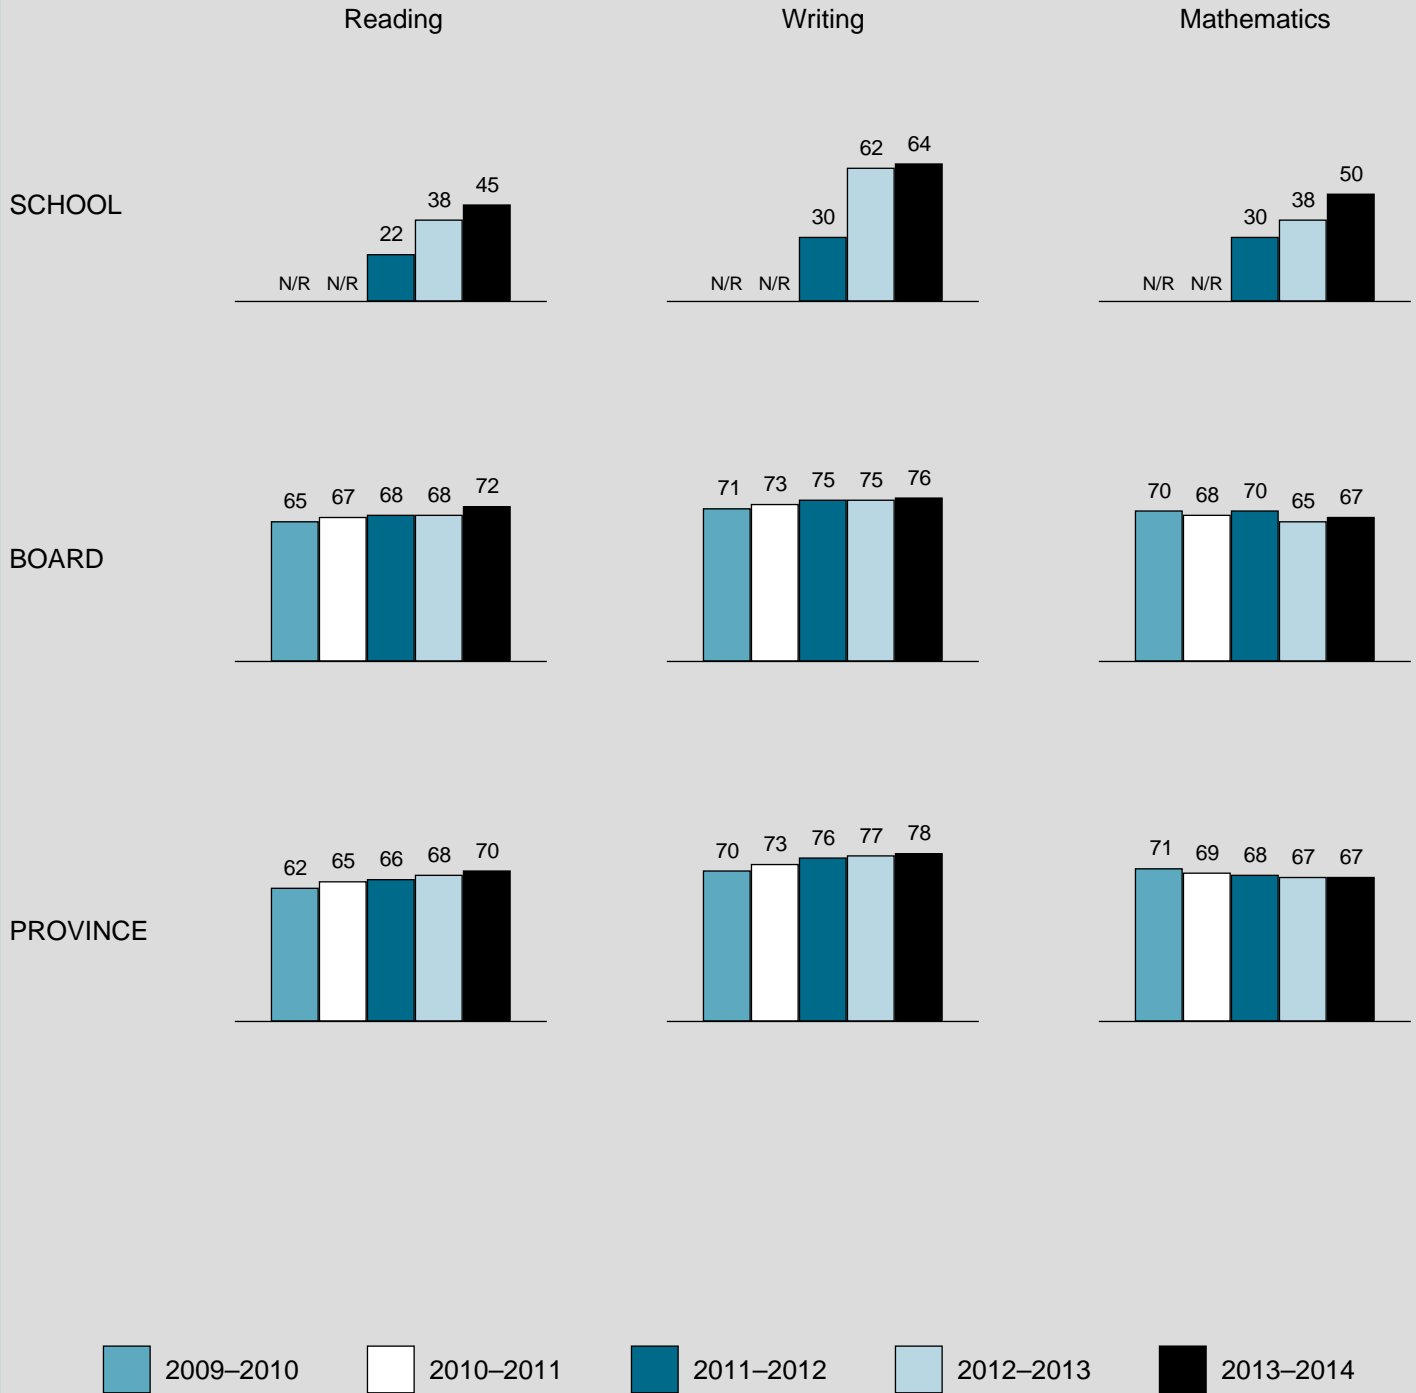 Reading Writing Mathematics
SCHOOL
N/R N/R 22 38 45
N/R N/R 30 62 64
N/R N/R 30 38 50
BOARD
65 67 68 68 72
71 73 75 75 76
70 68 70 65 67
PROVINCE
62 65 66 68 70
70 73 76 77 78
71 69 68 67 67
2009–2010 2010–2011 2011–2012 2012–2013 2013–2014